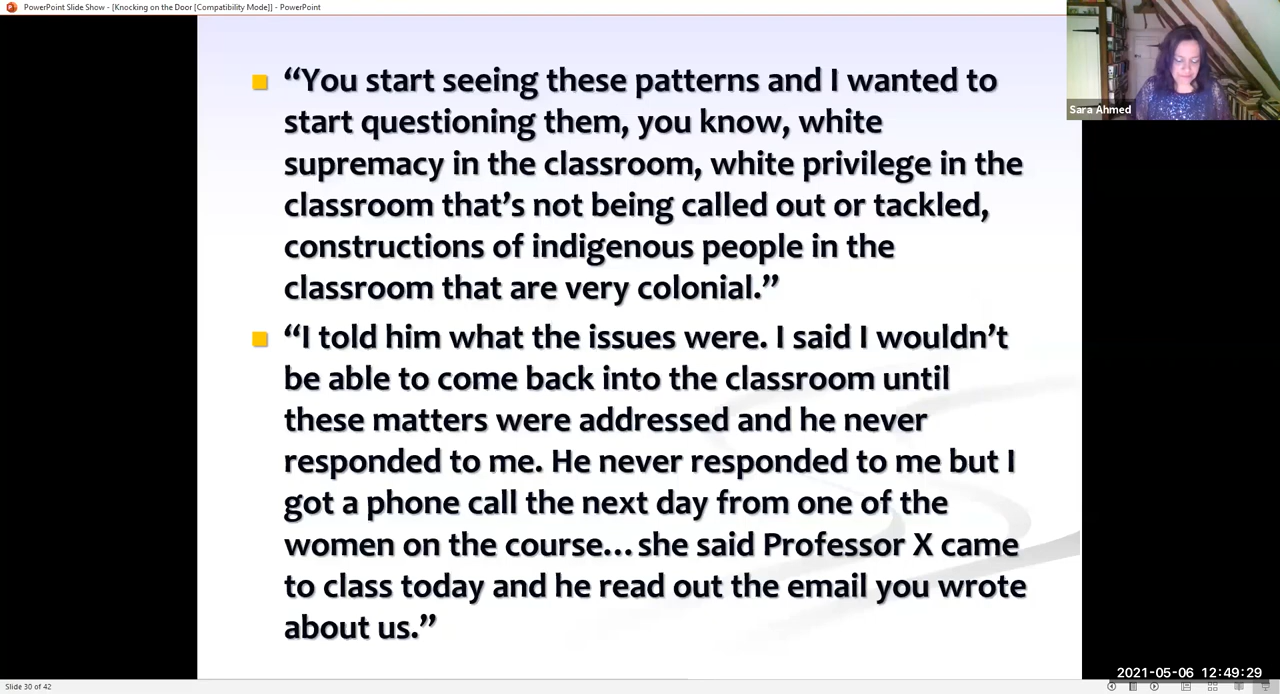 PowerPoint Slide Show - [Knocking on the Door [Compatibility Mode]] - PowerPoint
Sara Ahmed
“You start seeing these patterns and I wanted to
start questioning them, you know, white
supremacy in the classroom, white privilege in the
classroom that’s not being called out or tackled,
constructions of indigenous people in the
classroom that are very colonial.”
“I told him what the issues were. I said I wouldn’t
be able to come back into the classroom until
these matters were addressed and he never
responded to me. He never responded to me but I
got a phone call the next day from one of the
women on the course…she said Professor X came
to class today and he read out the email you wrote
about us.”
2021-05-06 12:49:29
Slide 30 of 42